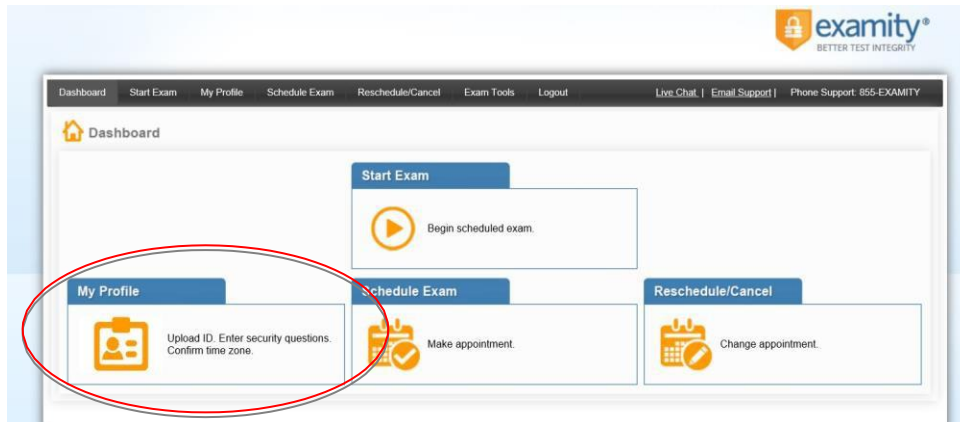 examity®
BETTER TEST INTEGRITY
Dashboard Start Exam My Profile Schedule Exam Reschedule/Cancel Exam Tools Logout Live Chat | Email Support | Phone Support: 855-EXAMITY
Dashboard
Start Exam
Begin scheduled exam.
My Profile
Upload ID. Enter security questions.
Confirm time zone.
Schedule Exam
Make appointment.
Reschedule/Cancel
Change appointment.